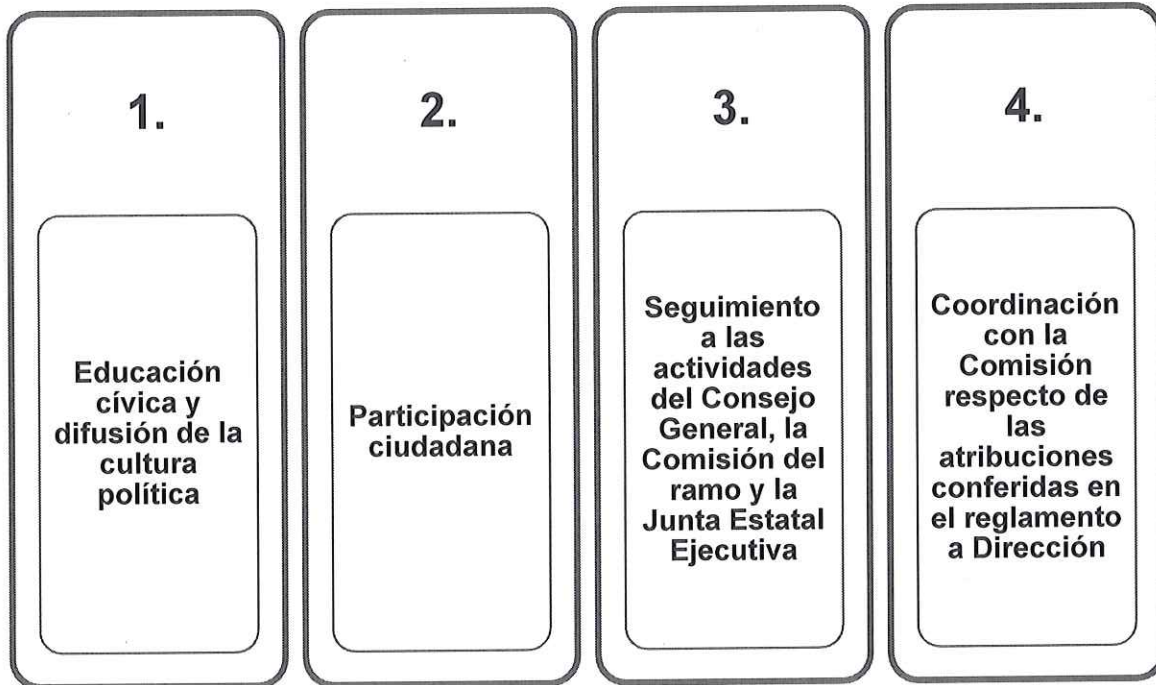 1.
Educación
cívica y
difusión de la
cultura
política
2.
Participación
ciudadana
3.
Seguimiento
a las
actividades
del Consejo
General, la
Comisión del
ramo y la
Junta Estatal
Ejecutiva
4.
Coordinación
con la
Comisión
respecto de
las
atribuciones
conferidas en
el reglamento
a Dirección